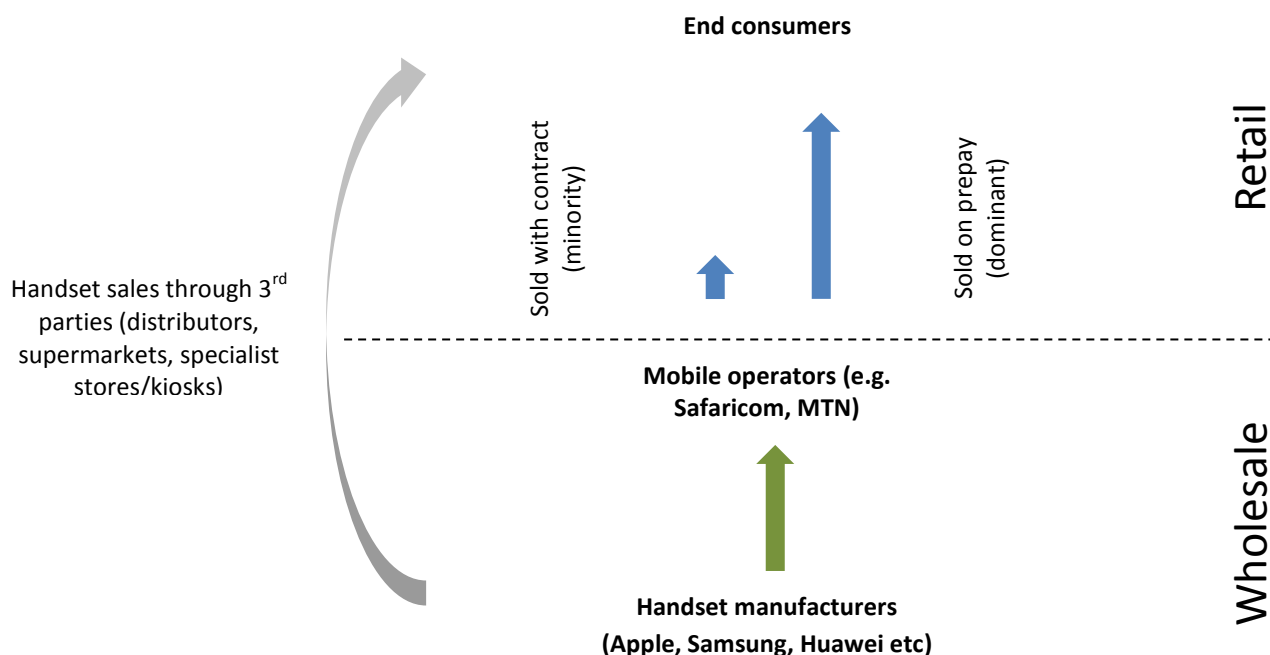 End consumers
Sold with contract
(minority)
Sold on prepay
(dominant)
Retail
Handset sales through 3rd
parties (distributors,
supermarkets, specialist
stores/kiosks)
Mobile operators (e.g.
Safaricom, MTN)
Wholesale
Handset manufacturers
(Apple, Samsung, Huawei etc)